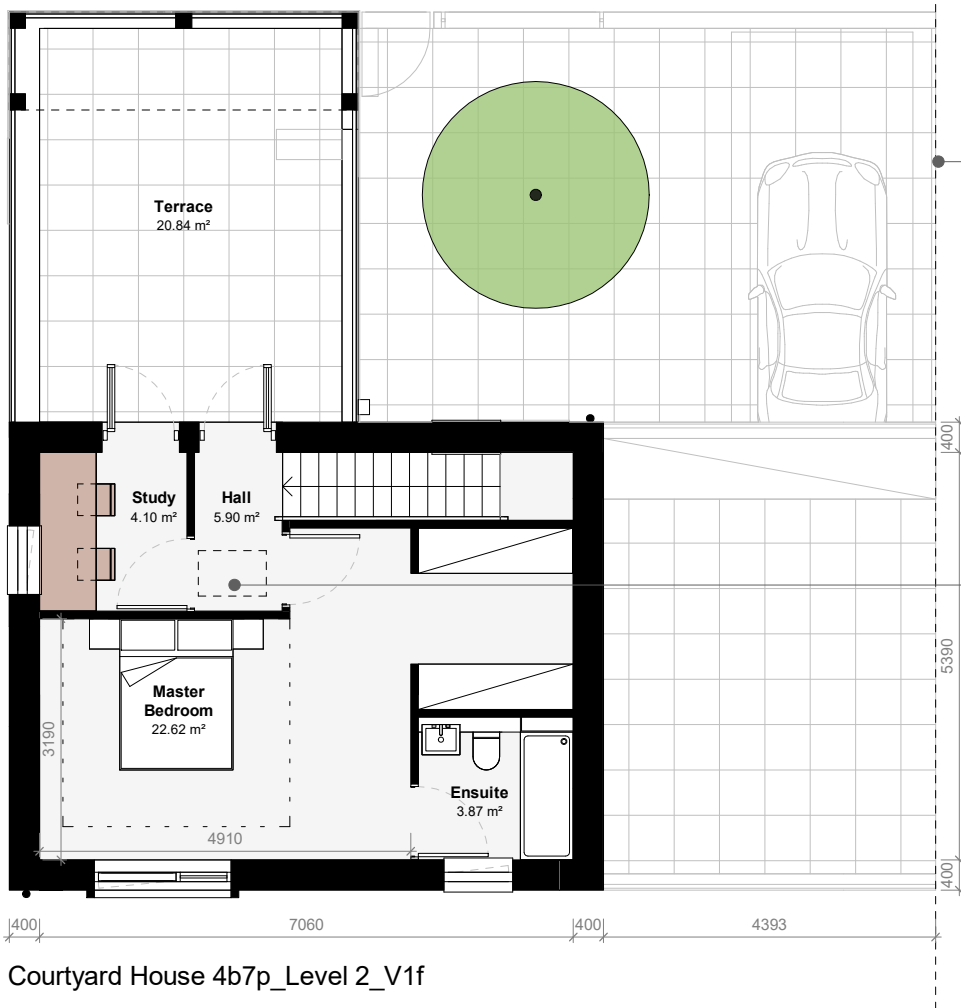 Terrace
20.84 m²
400
Study
4.10 m²
Hall
5.90 m²
5390
Master
Bedroom
22.62 m²
3190
Ensuite
3.87 m²
4910
400
400 7060 400 4393
Courtyard House 4b7p_Level 2_V1f